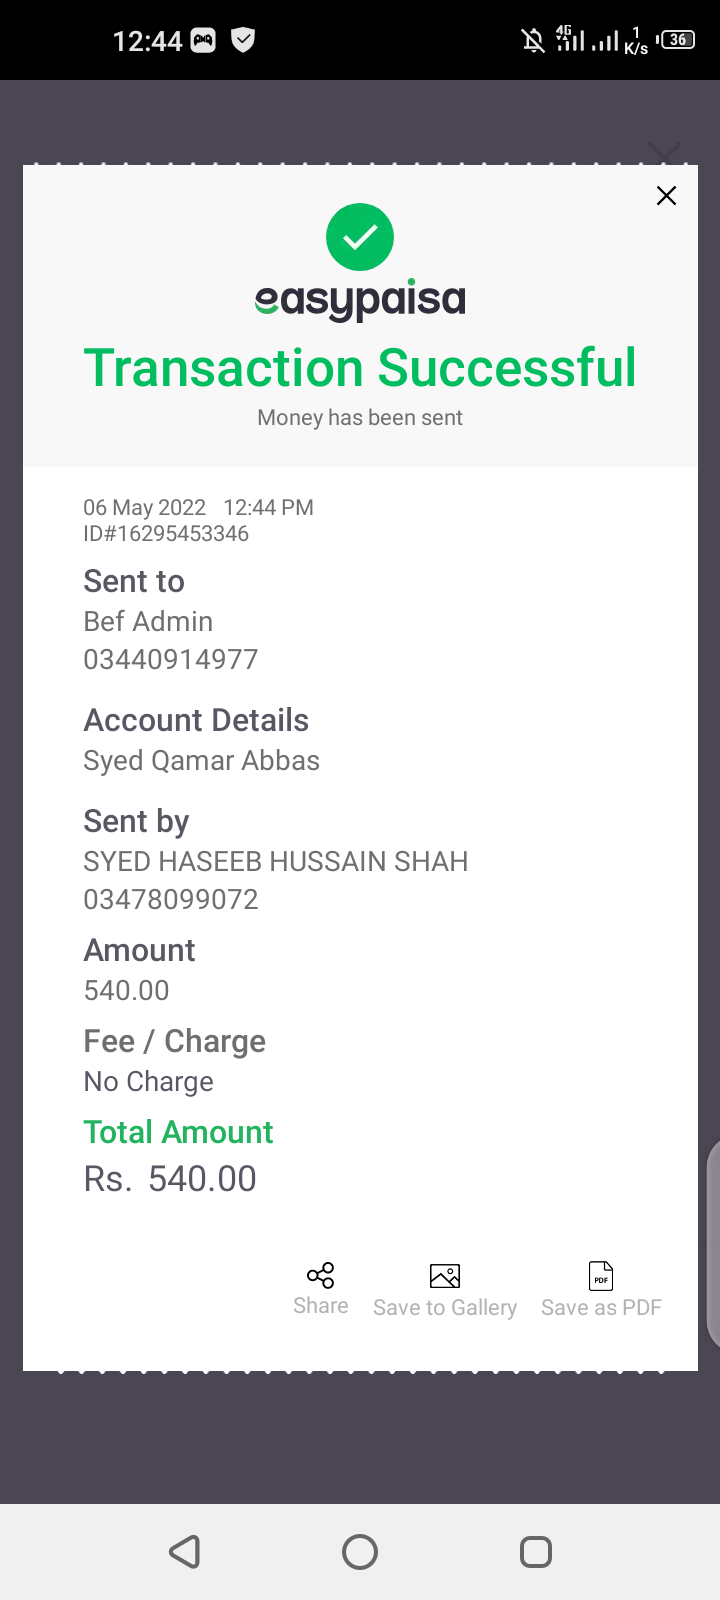 12:44
4G
1
K/s
36
easypaisa
Transaction Successful
Money has been sent
06 May 2022 12:44 PM
ID#16295453346
Sent to
Bef Admin
03440914977
Account Details
Syed Qamar Abbas
Sent by
SYED HASEEB HUSSAIN SHAH
03478099072
Amount
540.00
Fee / Charge
No Charge
Total Amount
Rs. 540.00
PDF
Share
Save to Gallery
Save as PDF